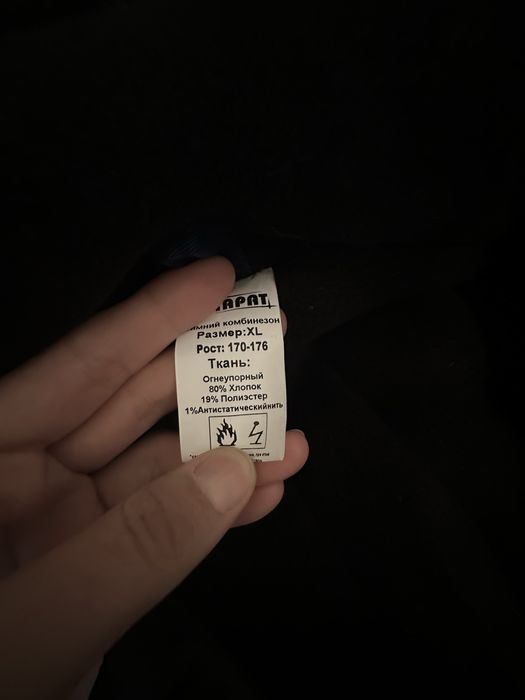 комбинезон
Размер:XL
Рост: 170-176
Ткань:
Огнеупорный
80% Хлопок
19% Полиэстер
1%Антистатическийнить